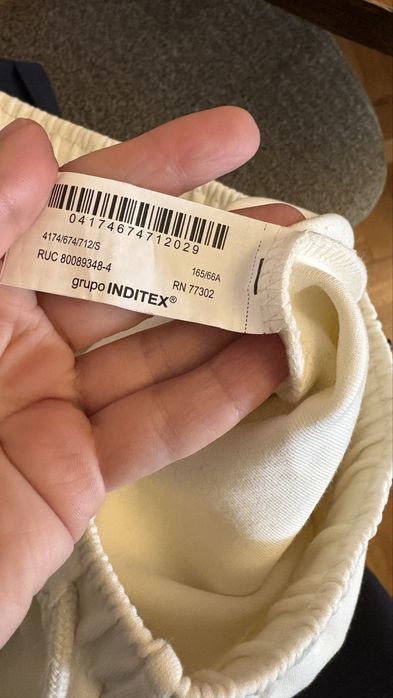 04174674712029
4174/674/712/S
165/66A
RUC 80089348-4
RN 77302
grupo INDITEX®